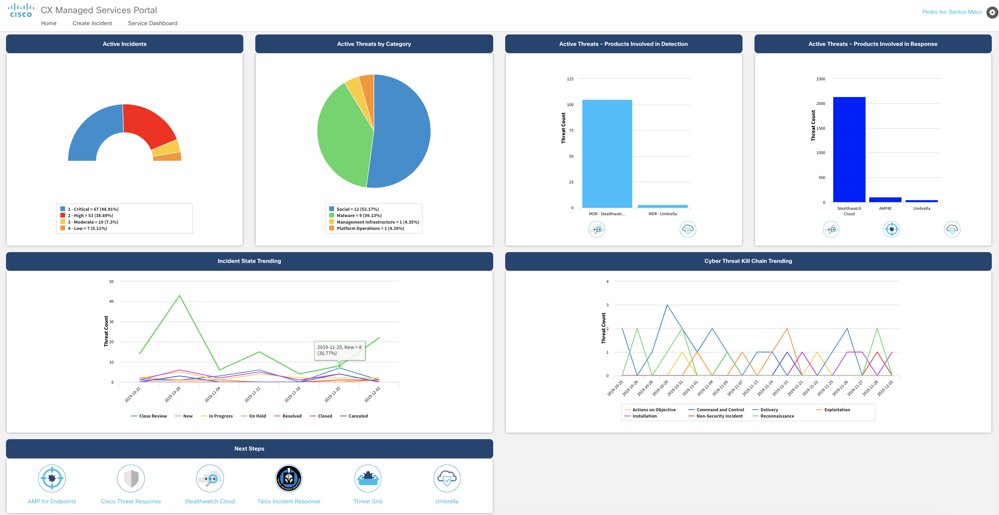 CISCO
CX Managed Services Portal
Pedro Ivo Santos Mauri
Home
Create Incident
Service Dashboard
Active Incidents
1 - Critical = 67 (48.91%)
2 - High = 53 (38.69%)
3 - Moderate = 10 (7.3%)
4 - Low = 7 (5.11%)
Active Threats by Category
Social = 12 (52.17%)
Malware = 9 (39.13%)
Management Infrastructure = 1 (4.35%)
Platform Operations = 1 (4.35%)
Active Threats - Products Involved in Detection
Threat Count
125
100
75
50
25
0
MDR - Stealthwatc...
MDR - Umbrella
Active Threats - Products Involved in Response
Threat Count
2500
2000
1500
1000
500
0
Stealthwatch
Cloud
AMP4E
Umbrella
Incident State Trending
Threat Count
50
40
30
20
10
0
2019-11-25, New = 8
(30.77%)
2019-10-21
2019-10-28
2019-11-04
2019-11-11
2019-11-18
2019-11-25
2019-12-02
Close Review
New
In Progress
On Hold
Resolved
Closed
Canceled
Cyber Threat Kill Chain Trending
Threat Count
4
3
2
1
0
2019-10-25
2019-10-26
2019-10-28
2019-10-29
2019-10-31
2019-11-01
2019-11-04
2019-11-05
2019-11-07
2019-11-13
2019-11-14
2019-11-15
2019-11-21
2019-11-22
2019-11-25
2019-11-26
2019-11-27
2019-11-28
2019-12-02
Actions on Objective
Command and Control
Delivery
Exploitation
Installation
Non-Security Incident
Reconnaissance
Next Steps
TALOS INCIDENT RESPONSE
AMP for Endpoints
Cisco Threat Response
Stealthwatch Cloud
Talos Incident Response
Threat Grid
Umbrella